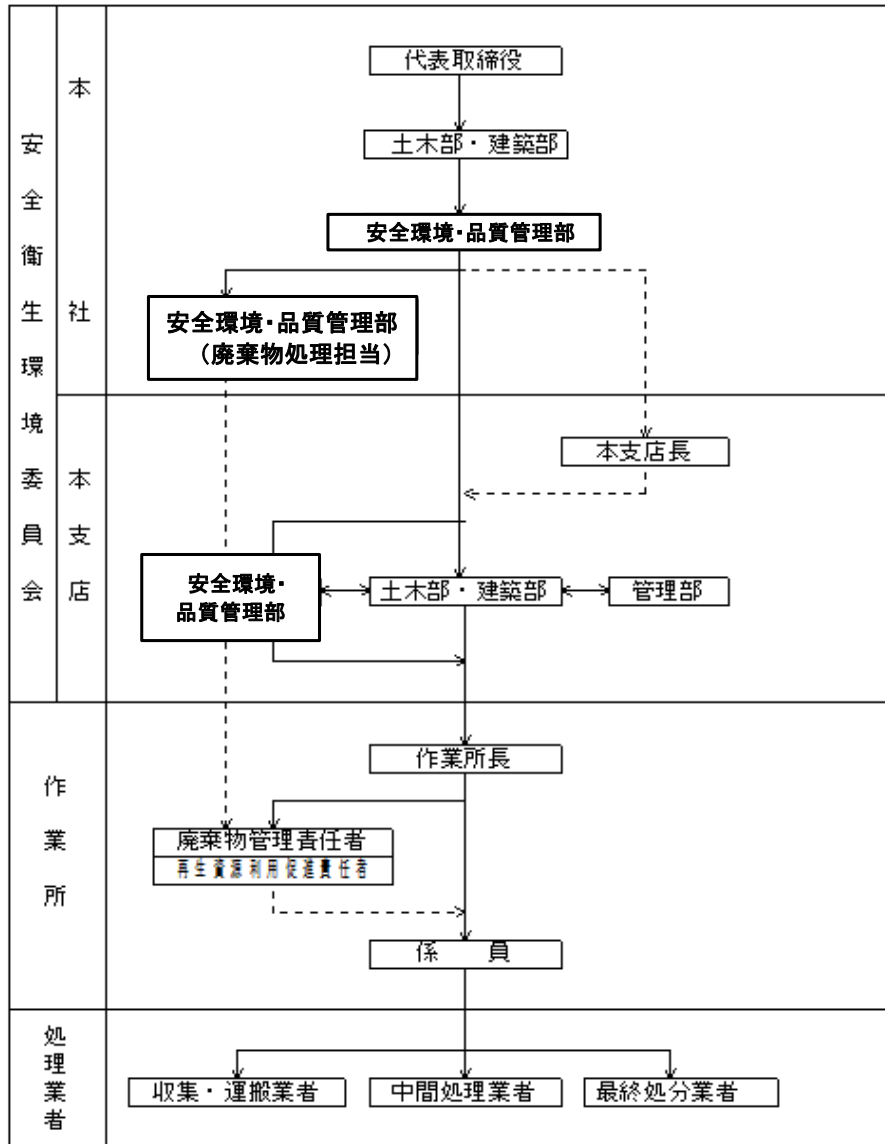 安全衛生環境委員会
本社
代表取締役
土木部・建築部
安全環境・品質管理部
安全環境・品質管理部
（廃棄物処理担当）
本支店
本支店長
安全環境・
品質管理部
土木部・建築部
管理部
作業所
作業所長
廃棄物管理責任者
再生資源利用促進責任者
係　員
処理業者
収集・運搬業者
中間処理業者
最終処分業者